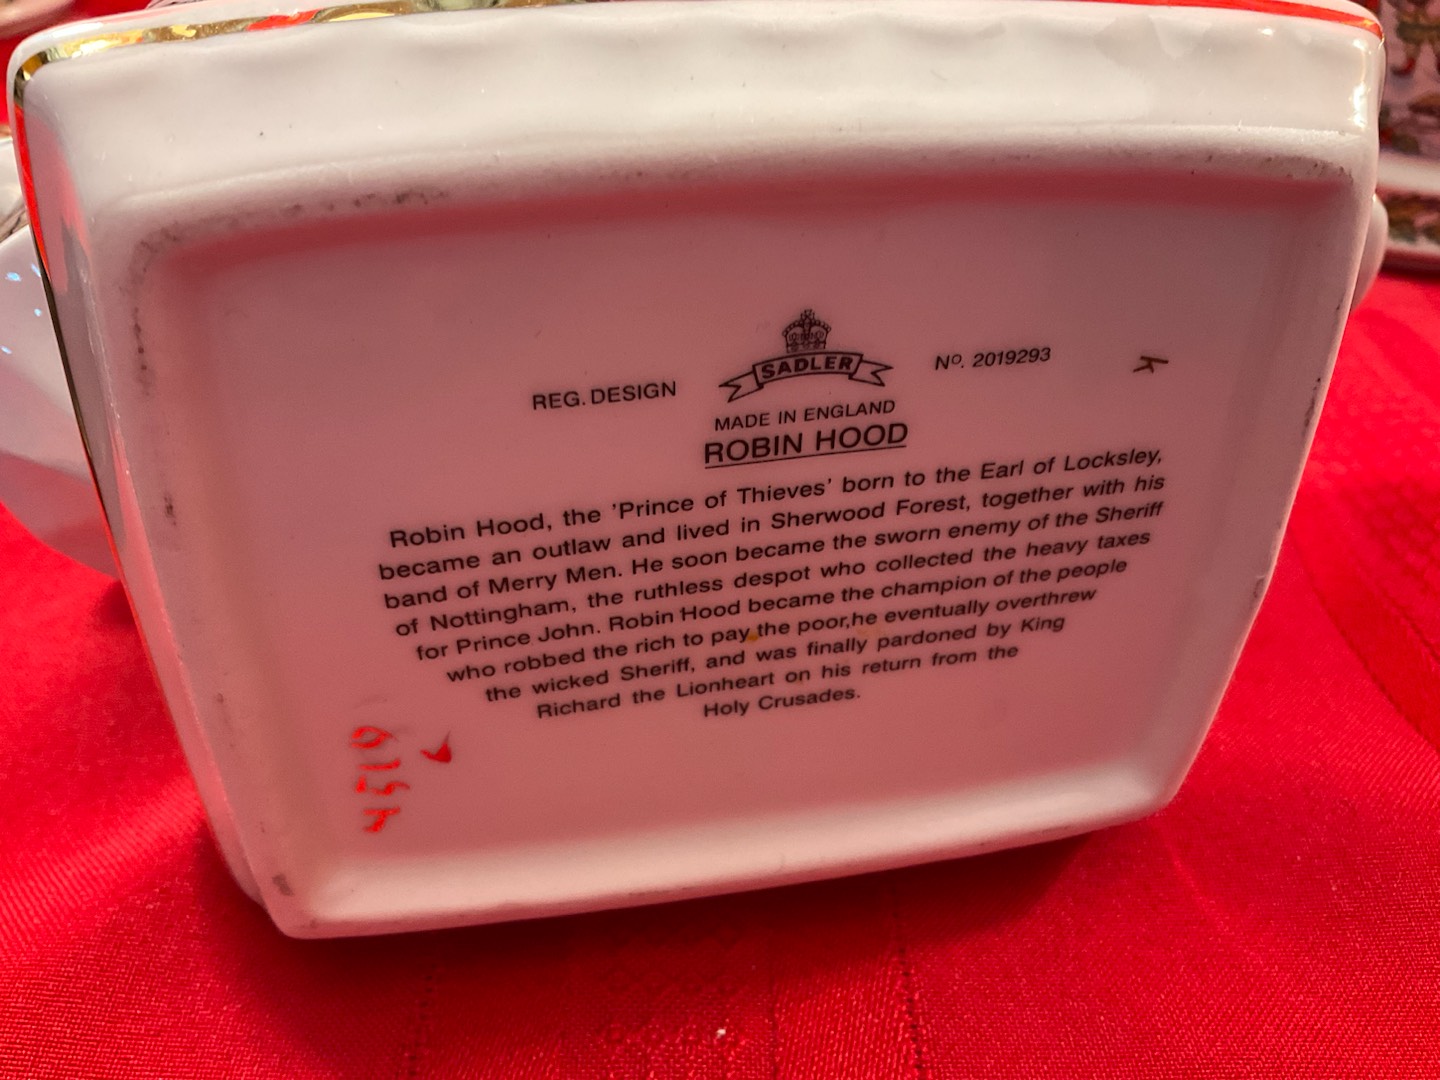 SADLER
REG. DESIGN
Nº. 2019293
K
MADE IN ENGLAND
ROBIN HOOD
Robin Hood, the 'Prince of Thieves' born to the Earl of Locksley,
became an outlaw and lived in Sherwood Forest, together with his
band of Merry Men. He soon became the sworn enemy of the Sheriff
of Nottingham, the ruthless despot who collected the heavy taxes
for Prince John. Robin Hood became the champion of the people
who robbed the rich to pay the poor,he eventually overthrew
the wicked Sheriff, and was finally pardoned by King
Richard the Lionheart on his return from the
Holy Crusades.